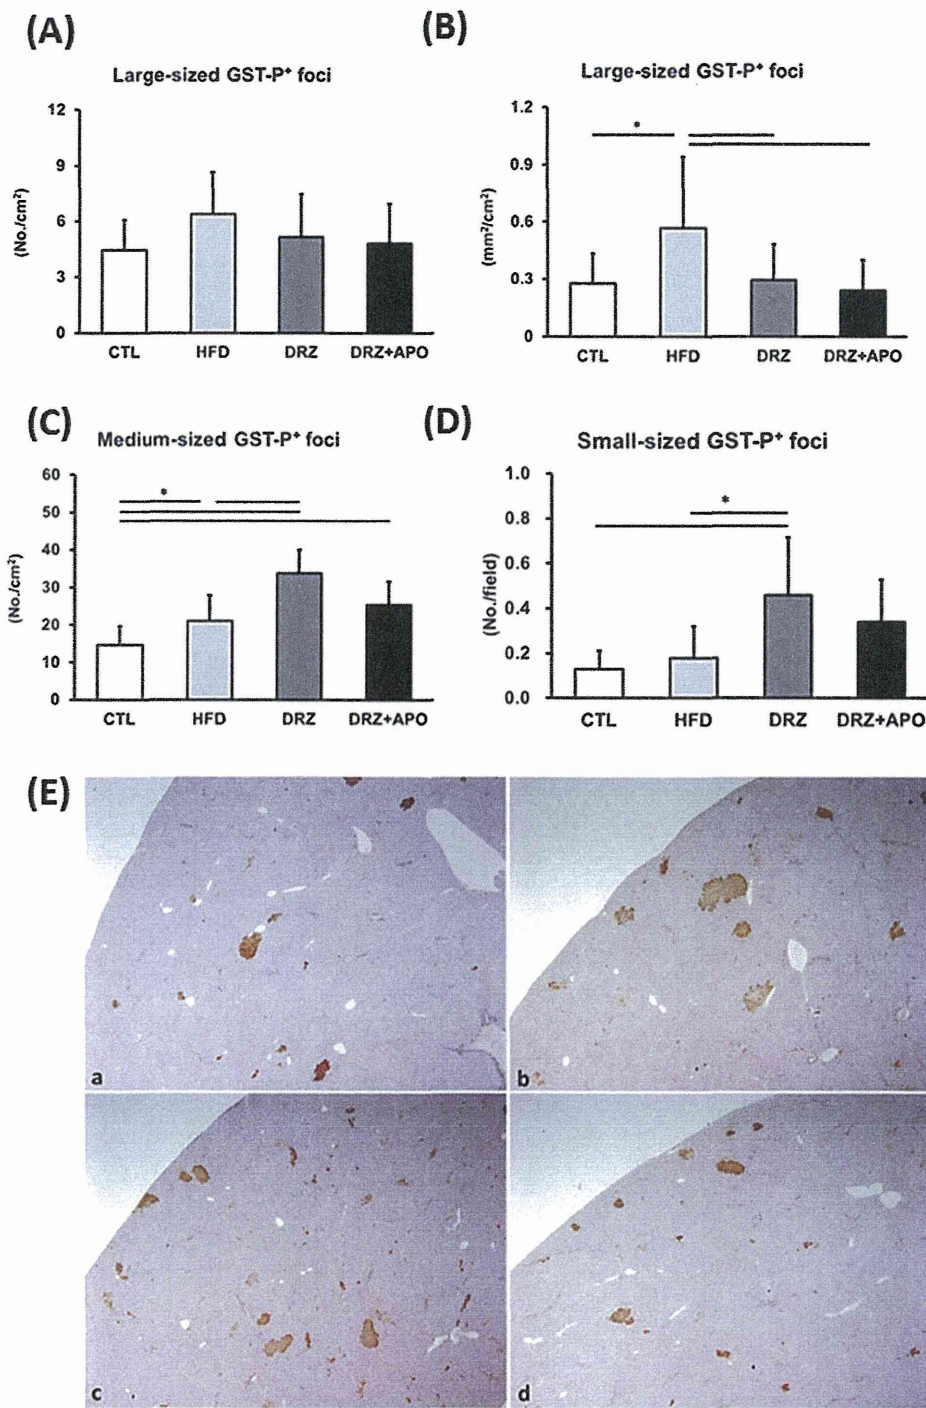 (A)
Large-sized GST-P⁺ foci
12
9
6
3
0
(No./cm²)
CTL HFD DRZ DRZ+APO
(B)
Large-sized GST-P⁺ foci
1.2
0.9
0.6
0.3
0
(mm²/cm²)
*
CTL HFD DRZ DRZ+APO
(C)
Medium-sized GST-P⁺ foci
60
50
40
30
20
10
0
(No./cm²)
*
CTL HFD DRZ DRZ+APO
(D)
Small-sized GST-P⁺ foci
1.0
0.8
0.6
0.4
0.2
0.0
(No./field)
*
CTL HFD DRZ DRZ+APO
(E)
a
b
c
d